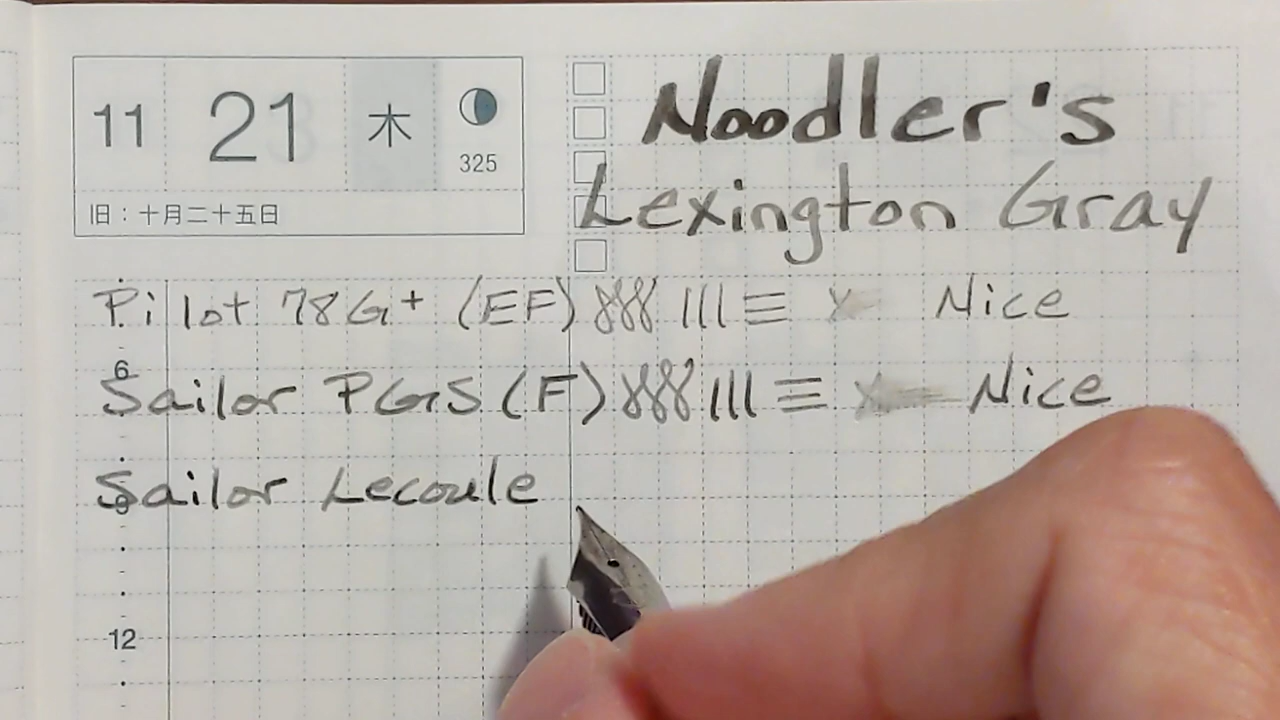 11 21 木
325
旧：十月二十五日
Noodler's
Lexington Gray
Pilot 78G+ (EF) Nice
6
Sailor PGS (F) Nice
Sailor Lecoule
9
12